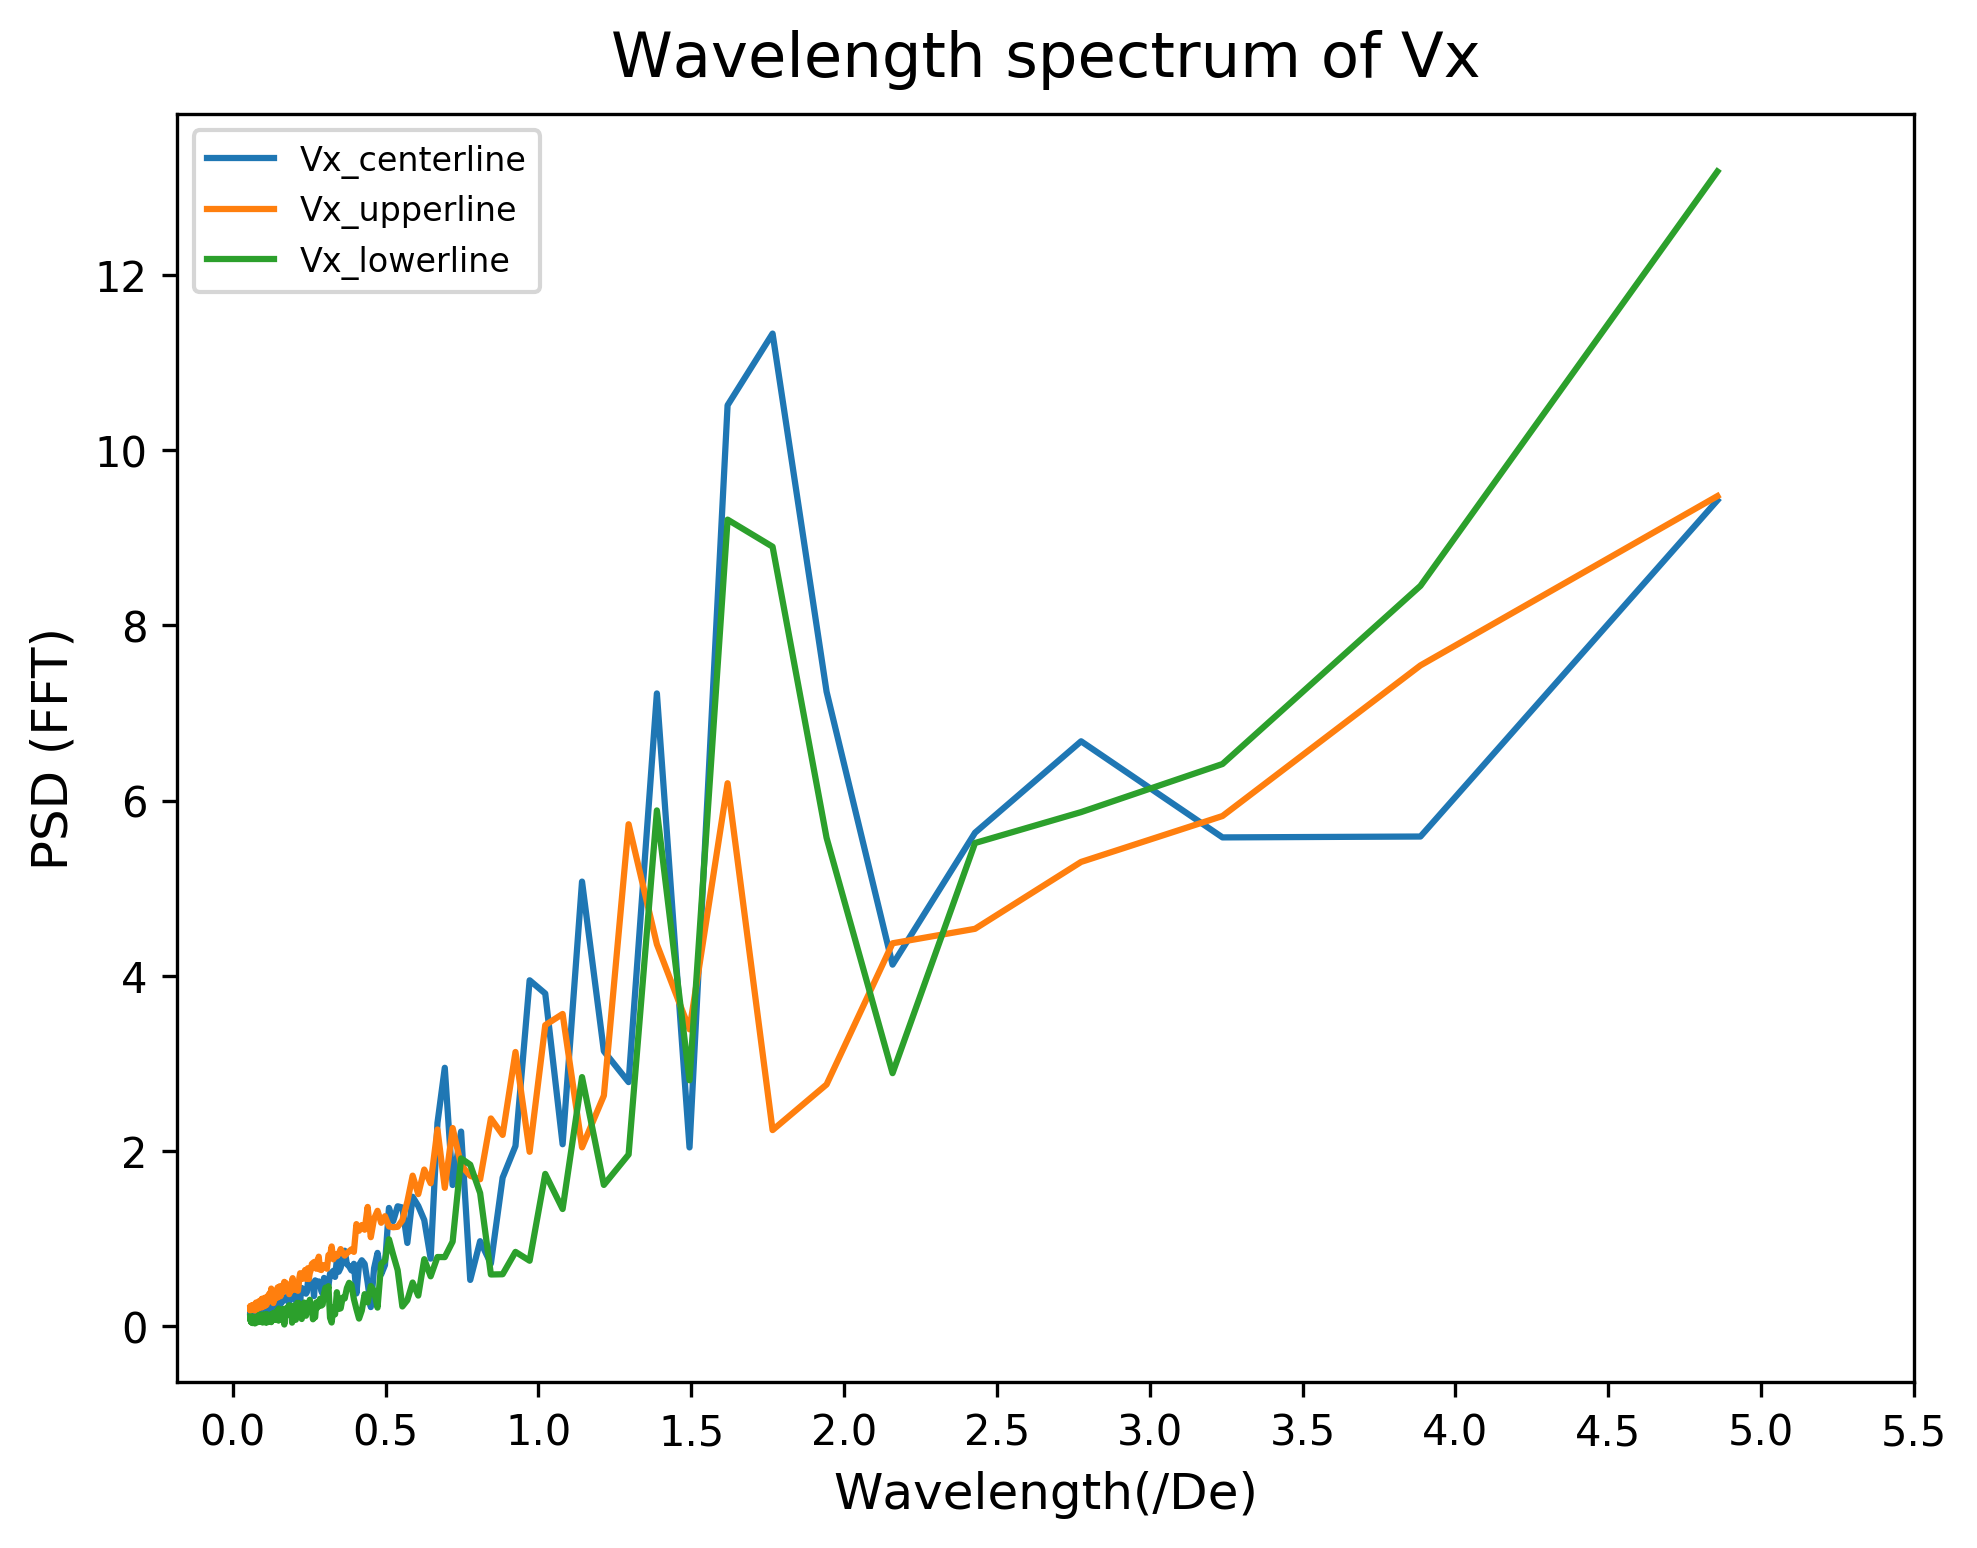 Wavelength spectrum of Vx
Vx_centerline
Vx_upperline
Vx_lowerline
PSD (FFT)
12
10
8
6
4
2
0
0.0 0.5 1.0 1.5 2.0 2.5 3.0 3.5 4.0 4.5 5.0 5.5
Wavelength(/De)